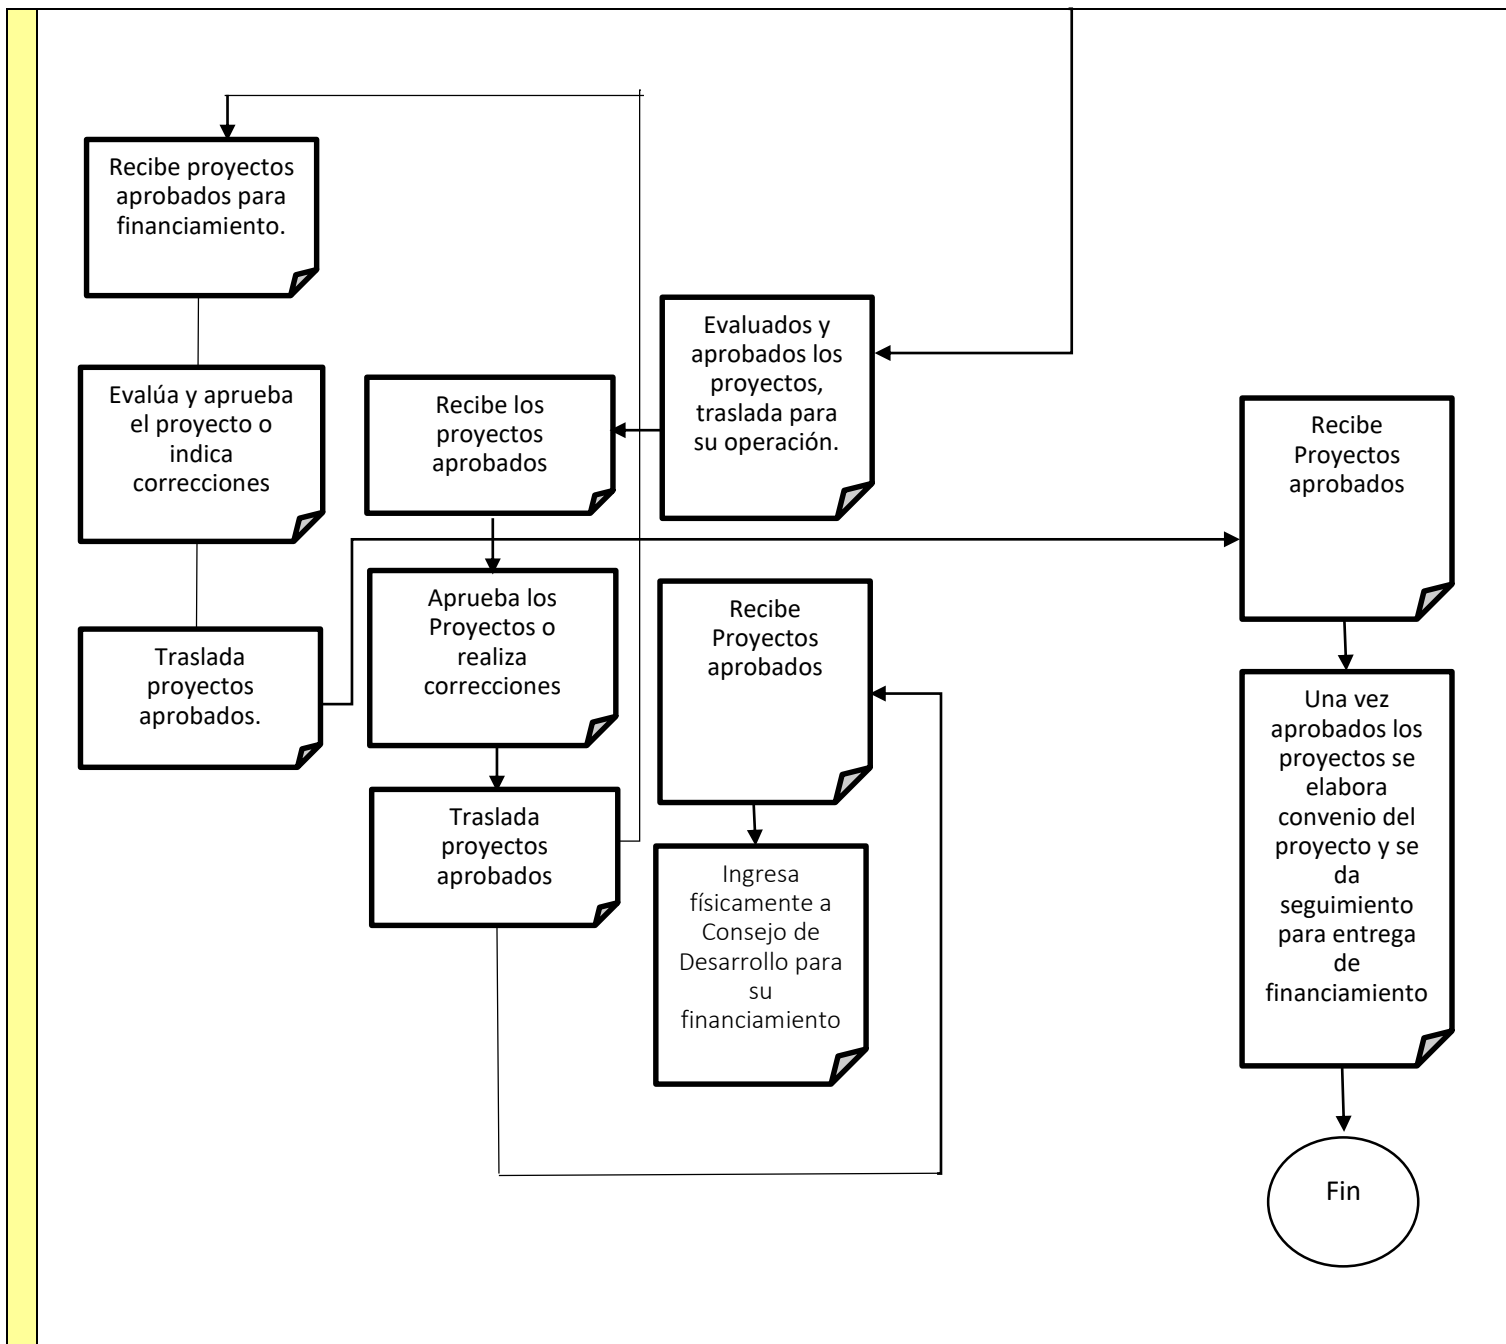 Recibe proyectos
aprobados para
financiamiento.
Evalúa y aprueba
el proyecto o
indica
correcciones
Traslada
proyectos
aprobados.
Recibe los
proyectos
aprobados
Aprueba los
Proyectos o
realiza
correcciones
Traslada
proyectos
aprobados
Evaluados y
aprobados los
proyectos,
traslada para
su operación.
Recibe
Proyectos
aprobados
Ingresa
físicamente a
Consejo de
Desarrollo para
su
financiamiento
Recibe
Proyectos
aprobados
Una vez
aprobados los
proyectos se
elabora
convenio del
proyecto y se
da
seguimiento
para entrega
de
financiamiento
Fin